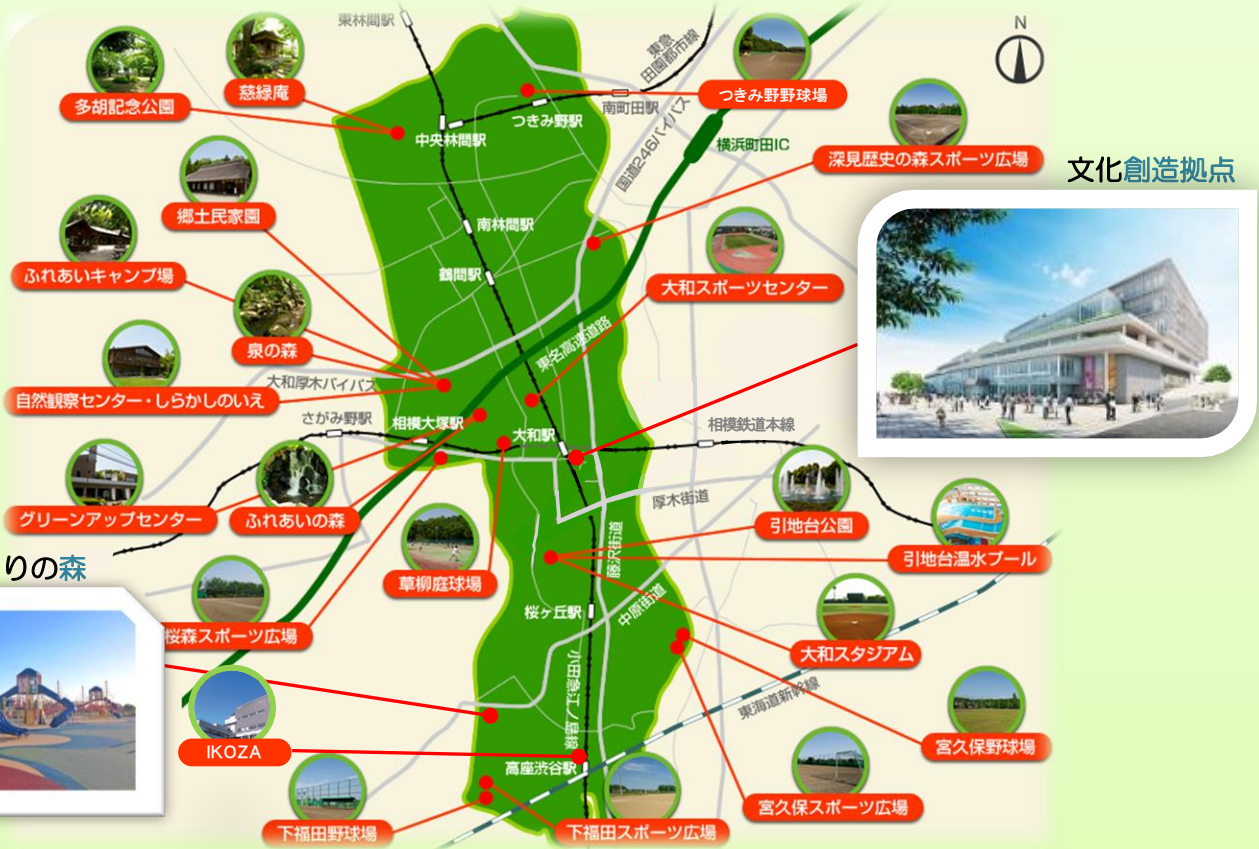 東林間駅
東急
田園都市線
N
多胡記念公園
慈緑庵
つきみ野野球場
南町田駅
つきみ野駅
中央林間駅
国道246バイパス
横浜町田IC
深見歴史の森スポーツ広場
文化創造拠点
郷土民家園
南林間駅
ふれあいキャンプ場
鶴間駅
大和スポーツセンター
泉の森
東名高速道路
大和厚木バイパス
自然観察センター・しらかしのいえ
さがみ野駅
相模大塚駅
大和駅
相模鉄道本線
厚木街道
グリーンアップセンター
ふれあいの森
引地台公園
藤沢街道
引地台温水プール
りの森
草柳庭球場
桜ヶ丘駅
中原街道
桜森スポーツ広場
大和スタジアム
小田急江ノ島線
東海道新幹線
IKOZA
宮久保野球場
高座渋谷駅
宮久保スポーツ広場
下福田野球場
下福田スポーツ広場